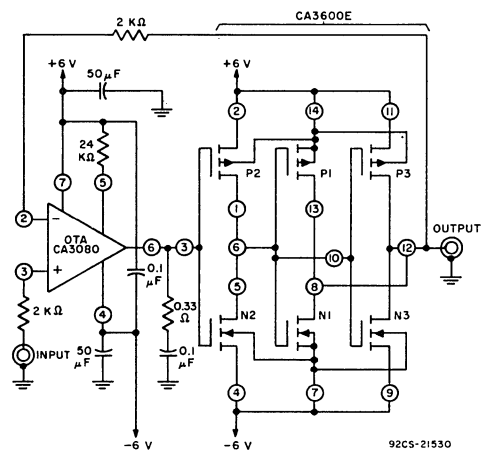 2 KΩ
CA3600E
+6 V
50 μF
+6 V
2
14
11
24 KΩ
P2
P1
P3
7
5
2
−
1
13
OTA
CA3080
OUTPUT
6
3
6
12
3
+
10
0.1 μF
5
8
4
0.33 Ω
2 KΩ
N2
N1
N3
INPUT
50 μF
0.1 μF
4
7
9
−6 V
−6 V
92CS-21530